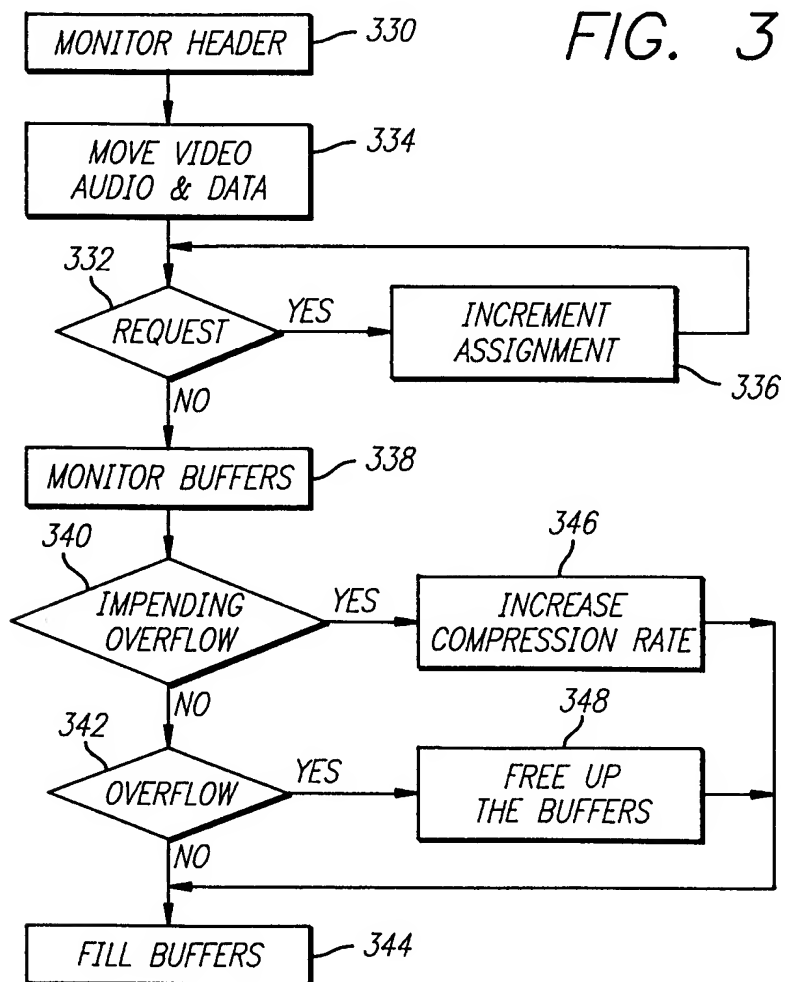 FIG. 3
MONITOR HEADER
330
MOVE VIDEO
AUDIO & DATA
334
332
REQUEST
YES
INCREMENT
ASSIGNMENT
336
NO
MONITOR BUFFERS
338
340
IMPENDING
OVERFLOW
YES
346
INCREASE
COMPRESSION RATE
NO
342
OVERFLOW
YES
348
FREE UP
THE BUFFERS
NO
FILL BUFFERS
344